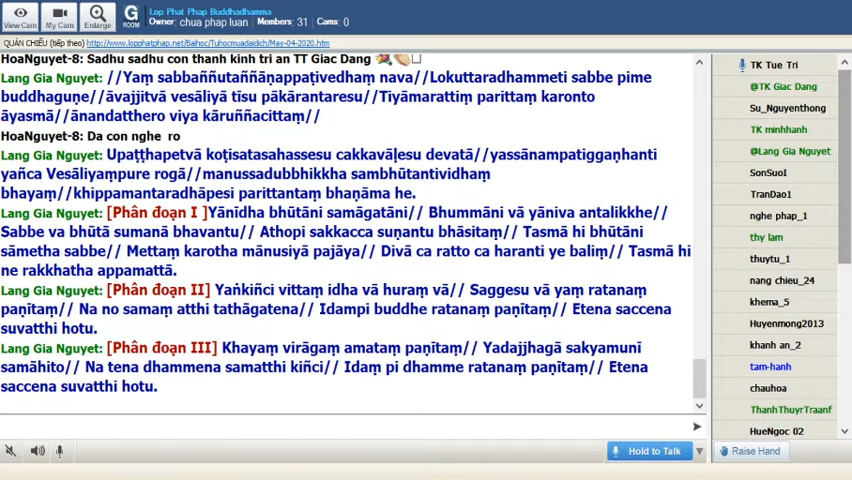 Lop Phat Phap Buddhadhamma
Owner: chua phap luan Members: 31 Cams: 0
View Cam
My Cam
Enlarge
G
ROOM
QUÁN CHIẾU (tiếp theo) http://www.lopphatphap.net/Baihoc/Tuhocmuadaidich/May-04-2020.htm
HoaNguyet-8: Sadhu sadhu con thanh kinh tri an TT Giac Dang
Lang Gia Nguyet: //Yaṃ sabbaññutaññāṇappaṭivedhaṃ nava//Lokuttaradhammeti sabbe pime
buddhaguṇe//āvajjitvā vesāliyā tīsu pākārantaresu//Tiyāmarattiṃ parittaṃ karonto
āyasmā//ānandatthero viya kāruññacittaṃ//
HoaNguyet-8: Da con nghe ro
Lang Gia Nguyet: Upaṭṭhapetvā koṭisatasahassesu cakkavāḷesu devatā//yassānampatiggaṇhanti
yañca Vesāliyaṃpure rogā//manussadubbhikkha sambhūtantividhaṃ
bhayaṃ//khippamantaradhāpesi parittantaṃ bhaṇāma he.
Lang Gia Nguyet: [Phân đoạn I ]Yānīdha bhūtāni samāgatāni// Bhummāni vā yāniva antalikkhe//
Sabbe va bhūtā sumanā bhavantu// Athopi sakkacca suṇantu bhāsitaṃ// Tasmā hi bhūtāni
sāmetha sabbe// Mettaṃ karotha mānusiyā pajāya// Divā ca ratto ca haranti ye baliṃ// Tasmā hi
ne rakkhatha appamattā.
Lang Gia Nguyet: [Phân đoạn II] Yaṅkiñci vittaṃ idha vā huraṃ vā// Saggesu vā yaṃ ratanaṃ
paṇītaṃ// Na no samaṃ atthi tathāgatena// Idampi buddhe ratanaṃ paṇītaṃ// Etena saccena
suvatthi hotu.
Lang Gia Nguyet: [Phân đoạn III] Khayaṃ virāgaṃ amataṃ paṇītaṃ// Yadajjhagā sakyamunī
samāhito// Na tena dhammena samatthi kiñci// Idaṃ pi dhamme ratanaṃ paṇītaṃ// Etena
saccena suvatthi hotu.
Hold to Talk
TK Tue Tri
@TK Giac Dang
Su_Nguyenthong
TK minhhanh
@Lang Gia Nguyet
SonSuoI
TranDao1
nghe phap_1
thy lam
thuytu_1
nang chieu_24
khema_5
Huyenmong2013
khanh an_2
tam-hanh
chauhoa
ThanhThuyrTraanf
HueNgoc 02
Raise Hand